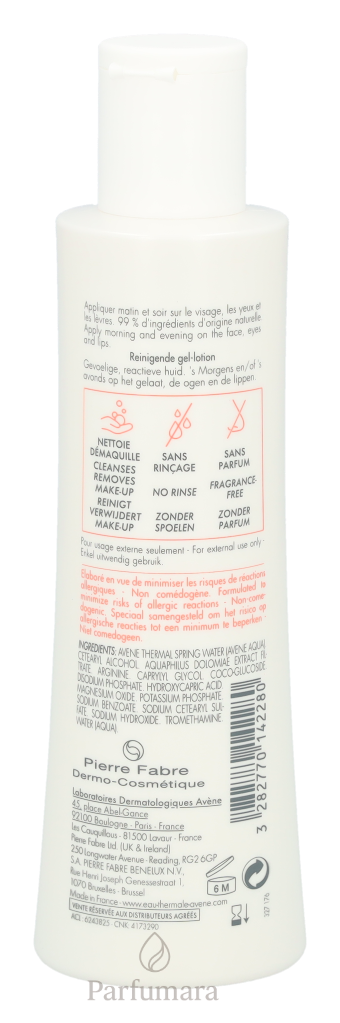 Appliquer matin et soir sur le visage, les yeux et
les lèvres. 99 % d'ingrédients d'origine naturelle.
Apply morning and evening on the face, eyes
and lips.
Reinigende gel-lotion
Gevoelige, reactieve huid. 's Morgens en/of 's
avonds op het gelaat, de ogen en de lippen.
NETTOIE
DÉMAQUILLE
CLEANSES
REMOVES
MAKE-UP
REINIGT
VERWIJDERT
MAKE-UP
SANS
RINÇAGE
NO RINSE
ZONDER
SPOELEN
SANS
PARFUM
FRAGRANCE-
FREE
ZONDER
PARFUM
Pour usage externe seulement - For external use only -
Enkel uitwendig gebruik.
Elaboré en vue de minimiser les risques de réactions
allergiques - Non comédogène. Formulated to
minimize risks of allergic reactions - Non-come-
dogenic. Speciaal samengesteld om het risico op
allergische reacties tot een minimum te beperken -
Niet comedogeen.
INGREDIENTS: AVENE THERMAL SPRING WATER (AVENE AQUA).
CETEARYL ALCOHOL. AQUAPHILUS DOLOMIAE EXTRACT FIL-
TRATE. ARGININE. CAPRYLYL GLYCOL. COCO-GLUCOSIDE.
DISODIUM PHOSPHATE. HYDROXYCAPRIC ACID.
MAGNESIUM OXIDE. POTASSIUM PHOSPHATE.
SODIUM BENZOATE. SODIUM CETEARYL SUL-
FATE. SODIUM HYDROXIDE. TROMETHAMINE.
WATER (AQUA).
3 282770 142280
Pierre Fabre
Dermo-Cosmétique
Laboratoires Dermatologiques Avène
45, place Abel-Gance
92100 Boulogne - Paris - France
Les Cauquillous - 81500 Lavaur - France
Pierre Fabre Ltd. (UK & Ireland)
250 Longwater Avenue - Reading, RG2 6GP
S.A. PIERRE FABRE BENELUX N.V.,
Rue Henri Joseph Genessestraat 1,
1070 Bruxelles - Brussel
Made in France - www.eauthermale-avene.com
VENTE RÉSERVÉE AUX DISTRIBUTEURS AGRÉÉS
ACL : 6243825 CNK: 4173290
6 M
327 176
Parfumara